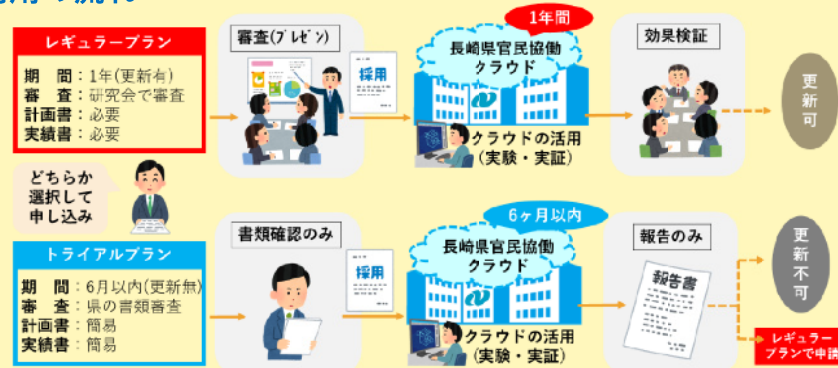 レギュラープラン
期　間：1年(更新有)
審　査：研究会で審査
計画書：必要
実績書：必要
審査(プレゼン)
採用
1年間
長崎県官民協働
クラウド
クラウドの活用
(実験・実証)
効果検証
更新可
どちらか
選択して
申し込み
トライアルプラン
期　間：6月以内(更新無)
審　査：県の書類審査
計画書：簡易
実績書：簡易
書類確認のみ
採用
6ヶ月以内
長崎県官民協働
クラウド
クラウドの活用
(実験・実証)
報告のみ
報告書
更新不可
レギュラー
プランで申請